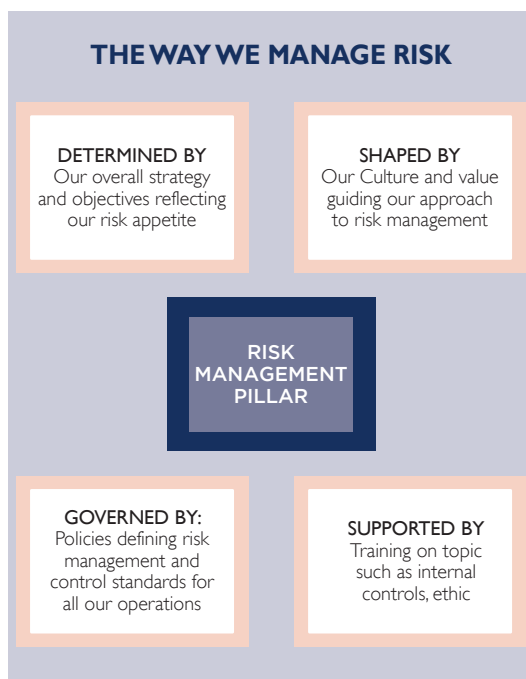 THE WAY WE MANAGE RISK
DETERMINED BY
Our overall strategy
and objectives reflecting
our risk appetite
SHAPED BY
Our Culture and value
guiding our approach
to risk management
RISK
MANAGEMENT
PILLAR
GOVERNED BY:
Policies defining risk
management and
control standards for
all our operations
SUPPORTED BY
Training on topic
such as internal
controls, ethic